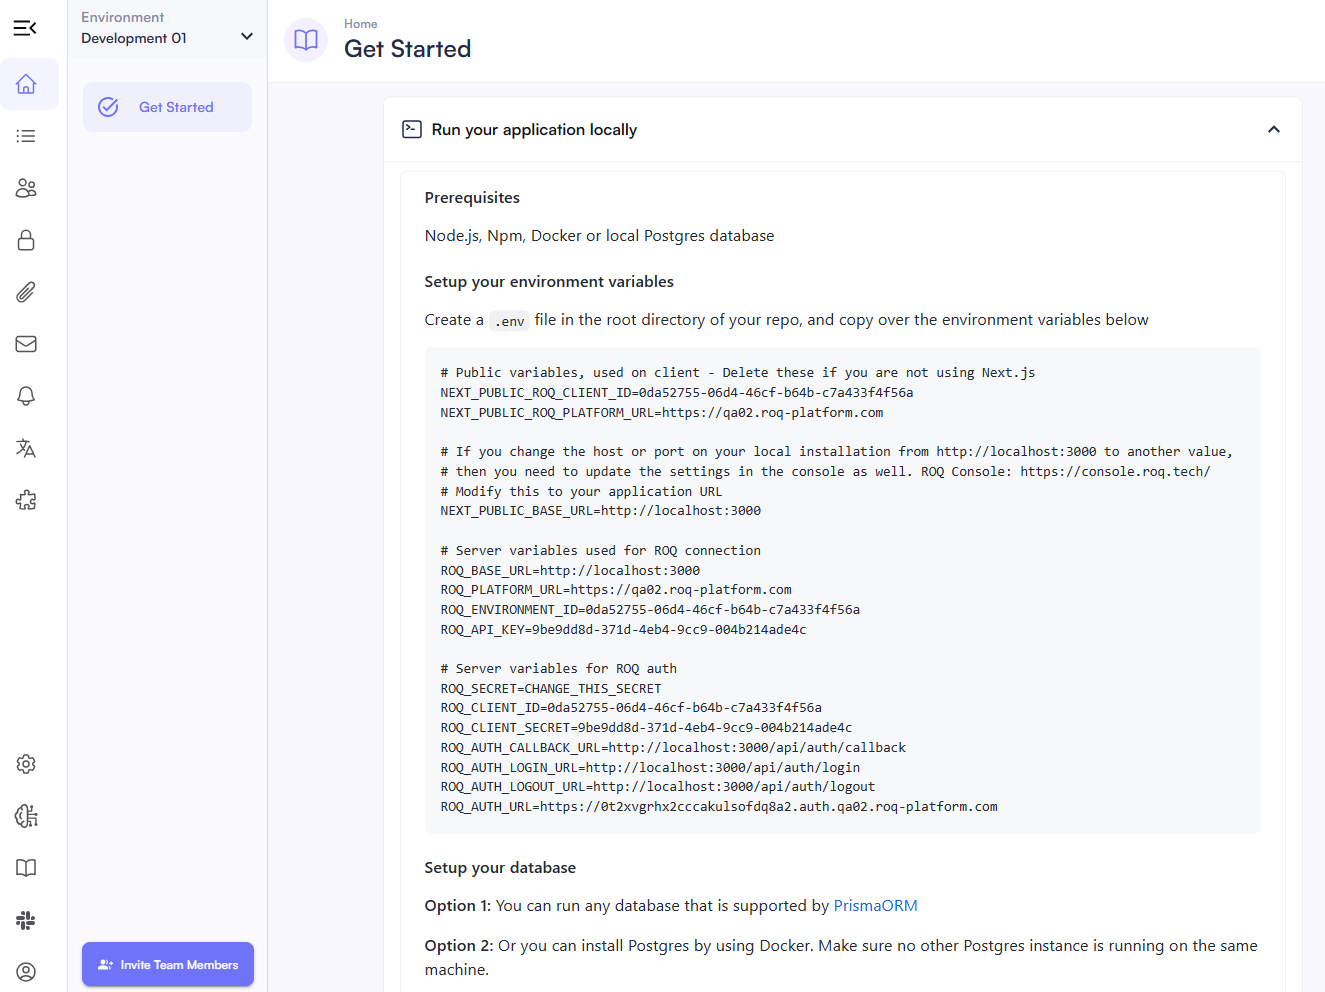 Environment
Development 01
Get Started
Invite Team Members
Home
Get Started
Run your application locally
Prerequisites
Node.js, Npm, Docker or local Postgres database
Setup your environment variables
Create a .env file in the root directory of your repo, and copy over the environment variables below
# Public variables, used on client - Delete these if you are not using Next.js
NEXT_PUBLIC_ROQ_CLIENT_ID=0da52755-06d4-46cf-b64b-c7a433f4f56a
NEXT_PUBLIC_ROQ_PLATFORM_URL=https://qa02.roq-platform.com
# If you change the host or port on your local installation from http://localhost:3000 to another value,
# then you need to update the settings in the console as well. ROQ Console: https://console.roq.tech/
# Modify this to your application URL
NEXT_PUBLIC_BASE_URL=http://localhost:3000
# Server variables used for ROQ connection
ROQ_BASE_URL=http://localhost:3000
ROQ_PLATFORM_URL=https://qa02.roq-platform.com
ROQ_ENVIRONMENT_ID=0da52755-06d4-46cf-b64b-c7a433f4f56a
ROQ_API_KEY=9be9dd8d-371d-4eb4-9cc9-004b214ade4c
# Server variables for ROQ auth
ROQ_SECRET=CHANGE_THIS_SECRET
ROQ_CLIENT_ID=0da52755-06d4-46cf-b64b-c7a433f4f56a
ROQ_CLIENT_SECRET=9be9dd8d-371d-4eb4-9cc9-004b214ade4c
ROQ_AUTH_CALLBACK_URL=http://localhost:3000/api/auth/callback
ROQ_AUTH_LOGIN_URL=http://localhost:3000/api/auth/login
ROQ_AUTH_LOGOUT_URL=http://localhost:3000/api/auth/logout
ROQ_AUTH_URL=https://0t2xvgrhx2cccakulsofdq8a2.auth.qa02.roq-platform.com
Setup your database
Option 1: You can run any database that is supported by PrismaORM
Option 2: Or you can install Postgres by using Docker. Make sure no other Postgres instance is running on the same
machine.